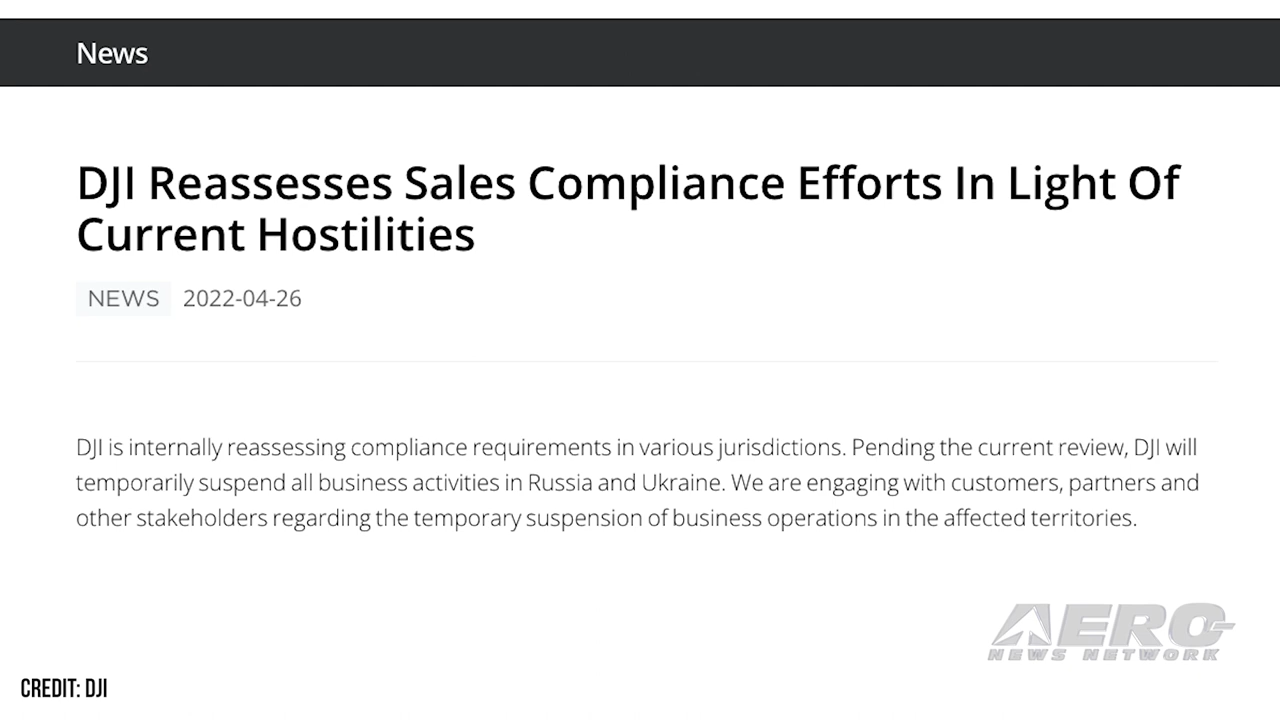 News
DJI Reassesses Sales Compliance Efforts In Light Of
Current Hostilities
NEWS 2022-04-26
DJI is internally reassessing compliance requirements in various jurisdictions. Pending the current review, DJI will
temporarily suspend all business activities in Russia and Ukraine. We are engaging with customers, partners and
other stakeholders regarding the temporary suspension of business operations in the affected territories.
AERO
NEWS NETWORK
CREDIT: DJI